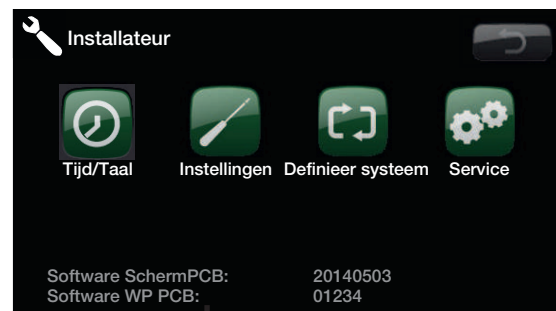 Installateur
Tijd/Taal Instellingen Definieer systeem Service
Software SchermPCB: 20140503
Software WP PCB: 01234